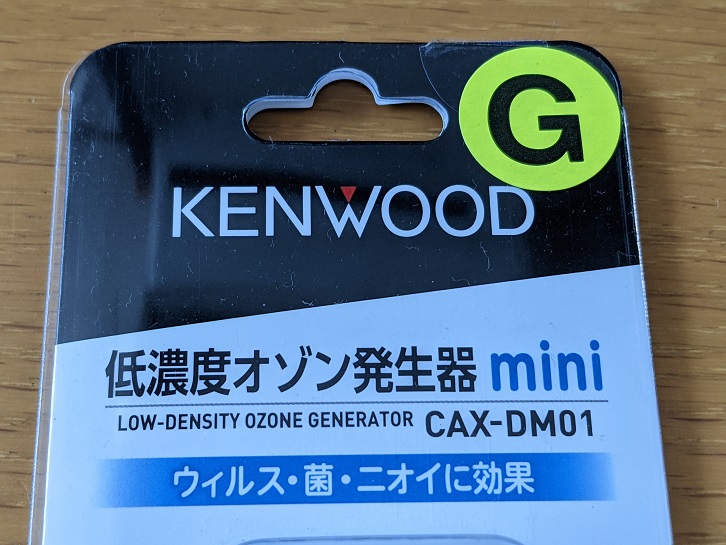 G
KENWOOD
低濃度オゾン発生器 mini
LOW-DENSITY OZONE GENERATOR CAX-DM01
ウィルス・菌・ニオイに効果